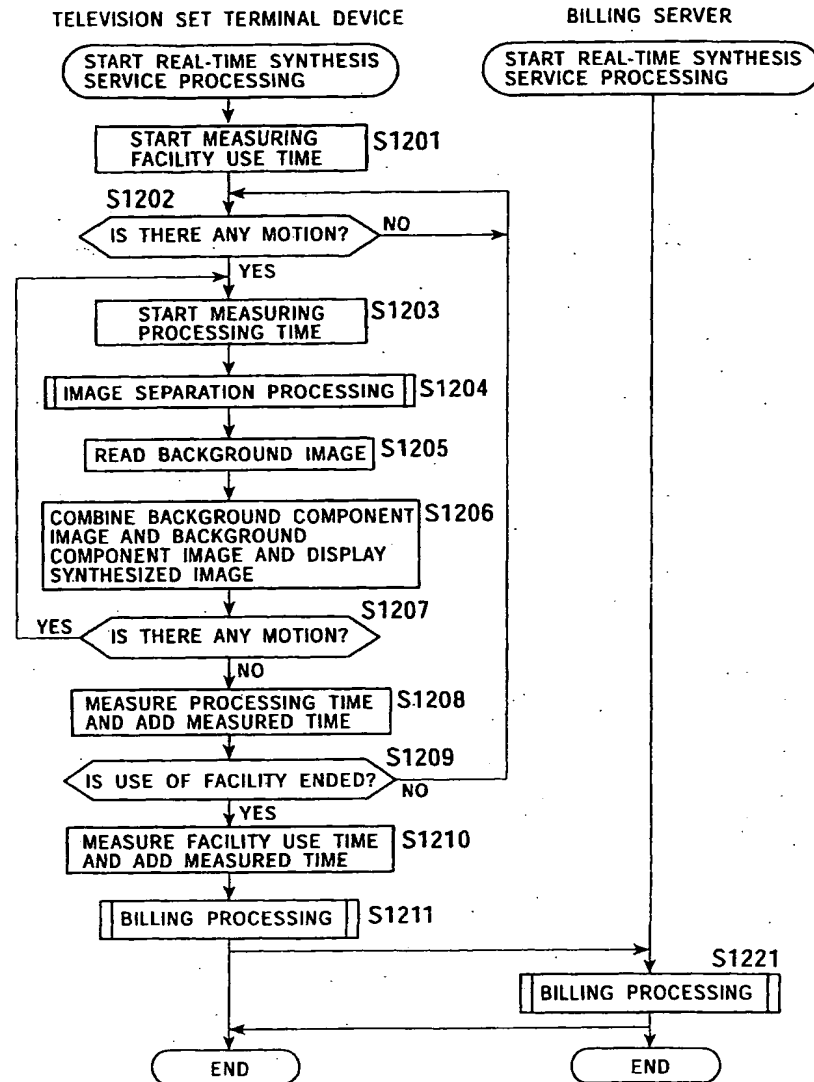 TELEVISION SET TERMINAL DEVICE
BILLING SERVER
START REAL-TIME SYNTHESIS
SERVICE PROCESSING
START REAL-TIME SYNTHESIS
SERVICE PROCESSING
START MEASURING
FACILITY USE TIME
S1201
S1202
IS THERE ANY MOTION?
NO
YES
START MEASURING
PROCESSING TIME
S1203
IMAGE SEPARATION PROCESSING
S1204
READ BACKGROUND IMAGE
S1205
COMBINE BACKGROUND COMPONENT
IMAGE AND BACKGROUND
COMPONENT IMAGE AND DISPLAY
SYNTHESIZED IMAGE
S1206
S1207
YES
IS THERE ANY MOTION?
NO
MEASURE PROCESSING TIME
AND ADD MEASURED TIME
S1208
S1209
IS USE OF FACILITY ENDED?
NO
YES
MEASURE FACILITY USE TIME
AND ADD MEASURED TIME
S1210
BILLING PROCESSING
S1211
S1221
BILLING PROCESSING
END
END